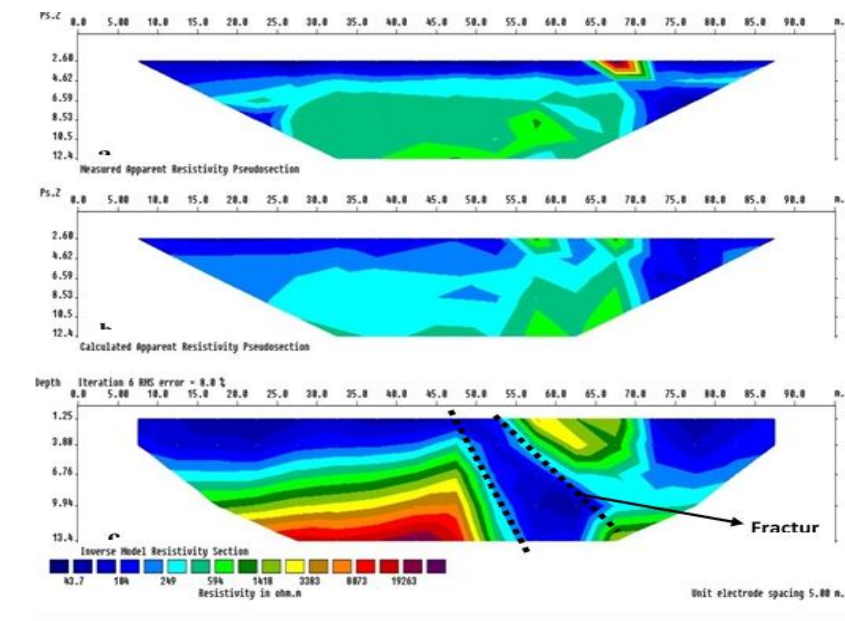 Ps.Z 0.0 5.00 10.0 15.0 20.0 25.0 30.0 35.0 40.0 45.0 50.0 55.0 60.0 65.0 70.0 75.0 80.0 85.0 90.0 m.
2.60
4.62
6.59
8.53
10.5
12.4
Measured Apparent Resistivity Pseudosection
Ps.Z 0.0 5.00 10.0 15.0 20.0 25.0 30.0 35.0 40.0 45.0 50.0 55.0 60.0 65.0 70.0 75.0 80.0 85.0 90.0 m.
2.60
4.62
6.59
8.53
10.5
12.4
Calculated Apparent Resistivity Pseudosection
Depth Iteration 6 RMS error = 8.0 %
0.0 5.00 10.0 15.0 20.0 25.0 30.0 35.0 40.0 45.0 50.0 55.0 60.0 65.0 70.0 75.0 80.0 85.0 90.0 m.
1.25
3.88
6.76
9.94
13.4
Fractur
Inverse Model Resistivity Section
43.7 104 249 594 1418 3383 8073 19263
Resistivity in ohm.m
Unit electrode spacing 5.00 m.